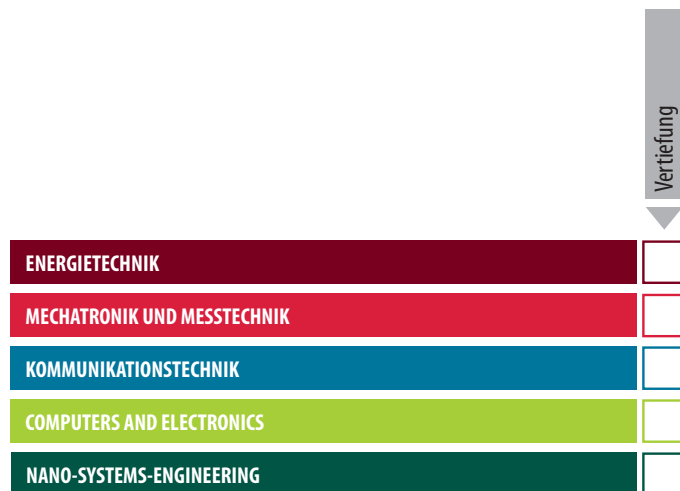 Vertiefung
ENERGIETECHNIK
MECHATRONIK UND MESSTECHNIK
KOMMUNIKATIONSTECHNIK
COMPUTERS AND ELECTRONICS
NANO-SYSTEMS-ENGINEERING